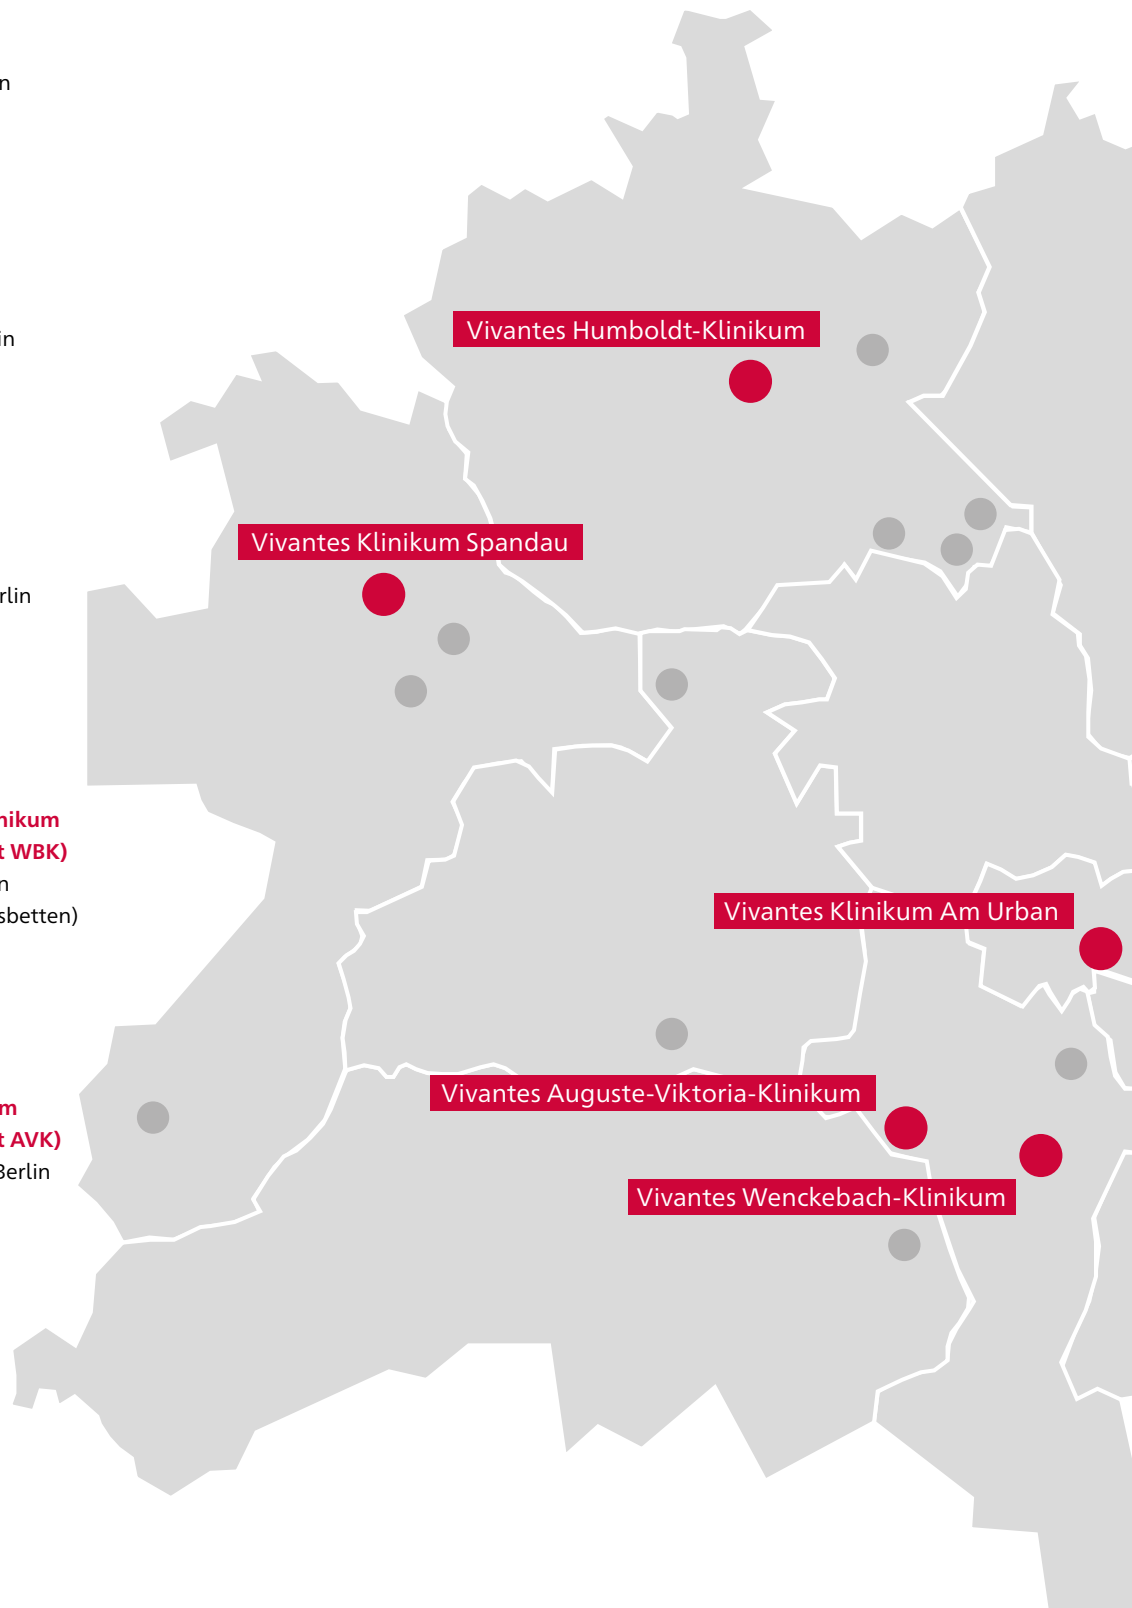 n
in
rlin
nikum
t WBK)
n
sbetten)
m
t AVK)
Berlin
Vivantes Humboldt-Klinikum
Vivantes Klinikum Spandau
Vivantes Klinikum Am Urban
Vivantes Auguste-Viktoria-Klinikum
Vivantes Wenckebach-Klinikum